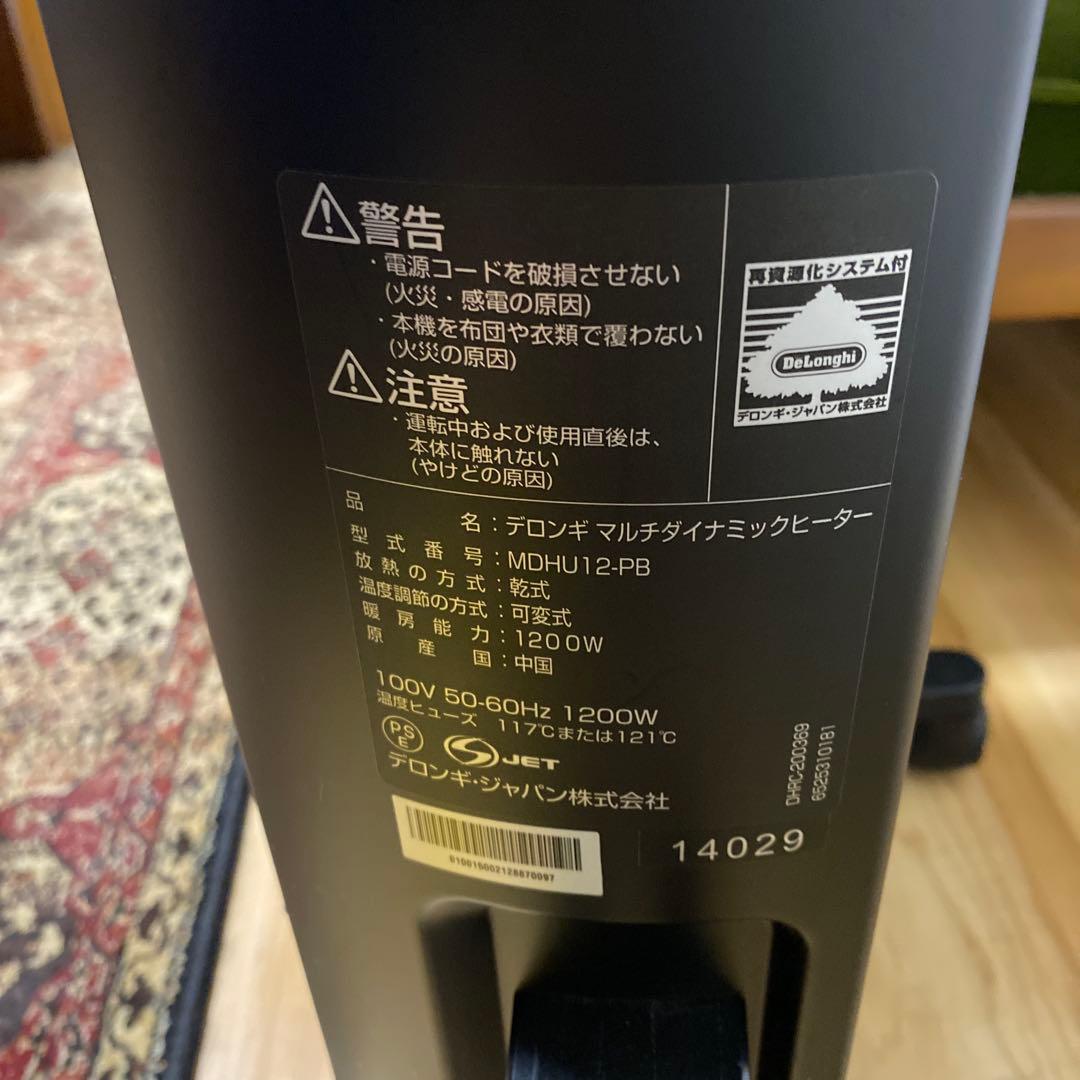 警告
・電源コードを破損させない
(火災・感電の原因)
・本機を布団や衣類で覆わない
(火災の原因)
注意
・運転中および使用直後は、
本体に触れない
(やけどの原因)
再資源化システム付
DeLonghi
デロンギ・ジャパン株式会社
品名：デロンギ マルチダイナミックヒーター
型式番号：MDHU12-PB
放熱の方式：乾式
温度調節の方式：可変式
暖房能力：1200W
原産国：中国
100V 50-60Hz 1200W
温度ヒューズ 117℃または121℃
PSE
JET
デロンギ・ジャパン株式会社
DHRC-200369
6525310181
14029